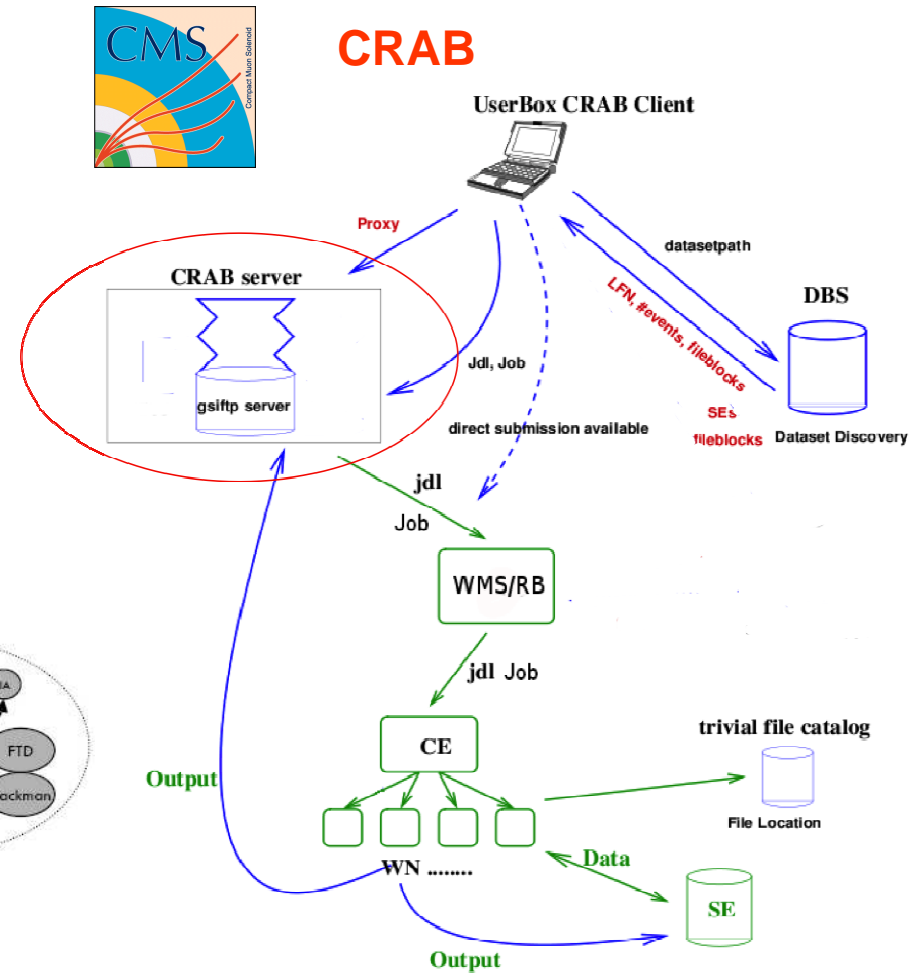 CMS
Compact Muon Solenoid
CRAB
UserBox CRAB Client
Proxy
datasetpath
CRAB server
LFN, #events, fileblocks
DBS
Jdl, Job
gsiftp server
SEs
direct submission available
fileblocks
Dataset Discovery
jdl
Job
WMS/RB
jdl Job
trivial file catalog
CE
FTD
Output
ackman
File Location
Data
WN ........
SE
Output